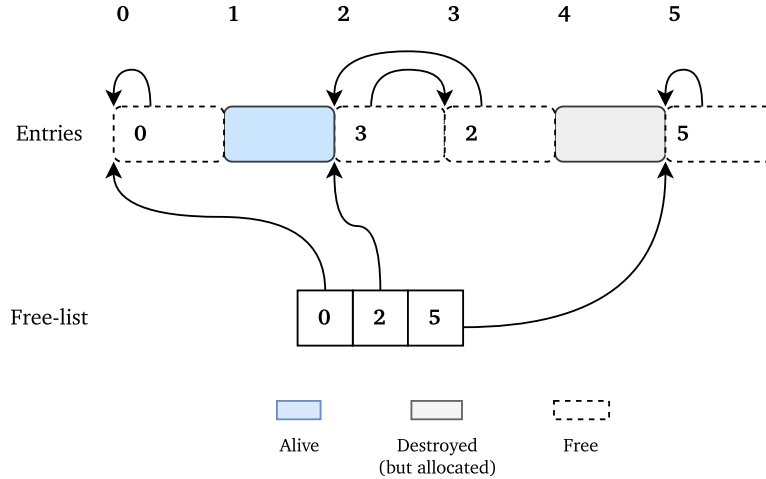 0 1 2 3 4 5
Entries 0 3 2 5
Free-list 0 2 5
Alive Destroyed Free
(but allocated)